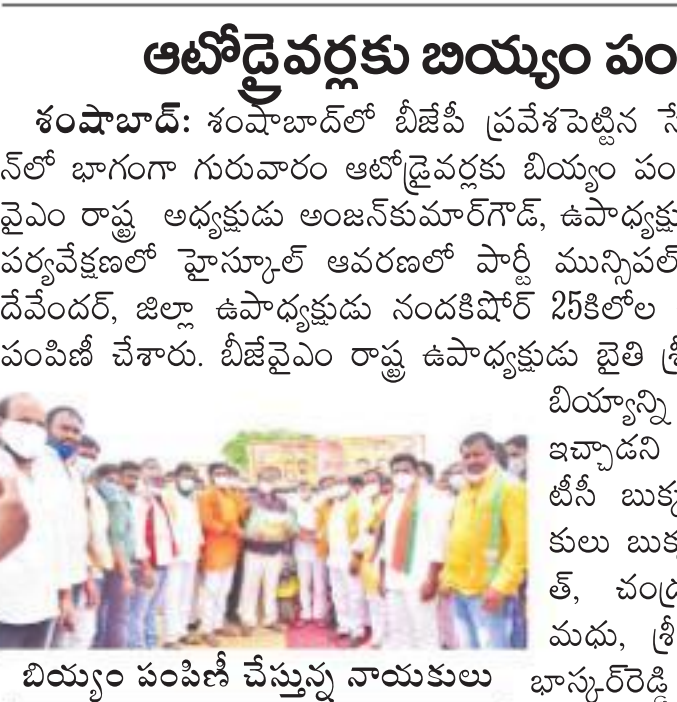 ఆటోడ్రైవర్లకు బియ్యం పం
శంషాబాద్: శంషాబాద్‌లో బీజేపీ ప్రవేశపెట్టిన సే
న్‌లో భాగంగా గురువారం ఆటోడ్రైవర్లకు బియ్యం పం
వైఎం రాష్ట్ర అధ్యక్షుడు అంజన్‌కుమార్‌గౌడ్, ఉపాధ్యక్షు
పర్యవేక్షణలో హైస్కూల్ ఆవరణలో పార్టీ మున్సిపల్
దేవేందర్, జిల్లా ఉపాధ్యక్షుడు నందకిషోర్ 25కిలోల
పంపిణీ చేశారు. బీజేవైఎం రాష్ట్ర ఉపాధ్యక్షుడు బైతి శ్రీ
బియ్యాన్ని
ఇచ్చాడని
టీసీ బుక్క
కులు బుక్క
త్, చంద్ర
మధు, శ్రీ
భాస్కర్‌రెడ్డి
బియ్యం పంపిణీ చేస్తున్న నాయకులు